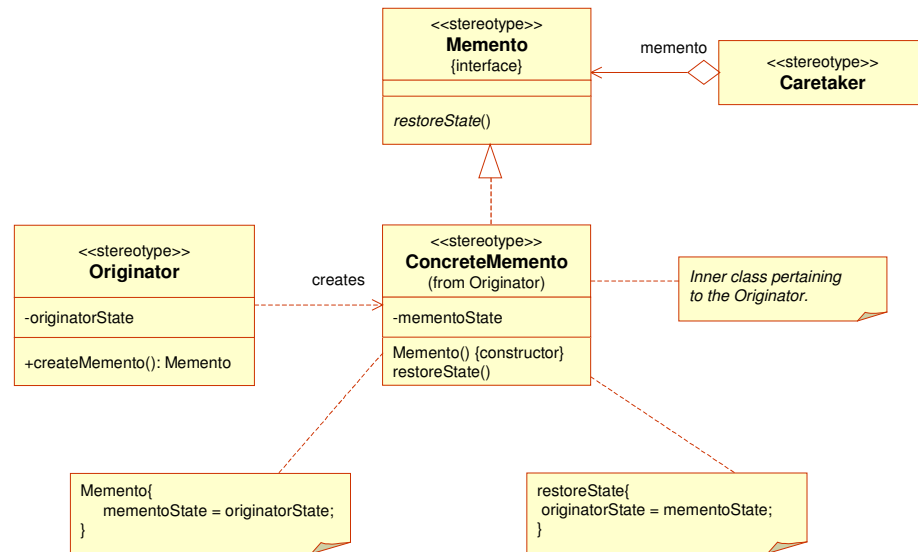 <<stereotype>>
Memento
{interface}
restoreState()
memento
<<stereotype>>
Caretaker
<<stereotype>>
Originator
-originatorState
+createMemento(): Memento
creates
<<stereotype>>
ConcreteMemento
(from Originator)
-mementoState
Memento() {constructor}
restoreState()
Inner class pertaining
to the Originator.
Memento{
mementoState = originatorState;
}
restoreState{
originatorState = mementoState;
}